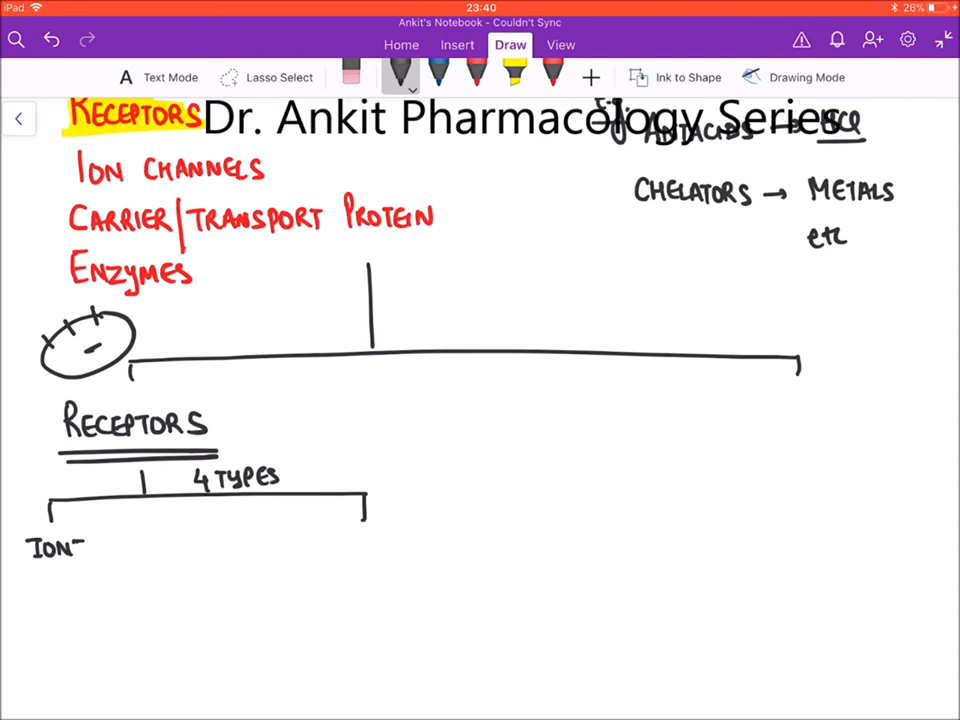 iPad 23:40 26%
Ankit's Notebook - Couldn't Sync
Home Insert Draw View
A Text Mode Lasso Select + Ink to Shape Drawing Mode
RECEPTORS
Dr. Ankit Pharmacology Series
ANTACIDS →
ION CHANNELS
CHELATORS → METALS
CARRIER/TRANSPORT PROTEIN
etc
ENZYMES
RECEPTORS
4 TYPES
ION